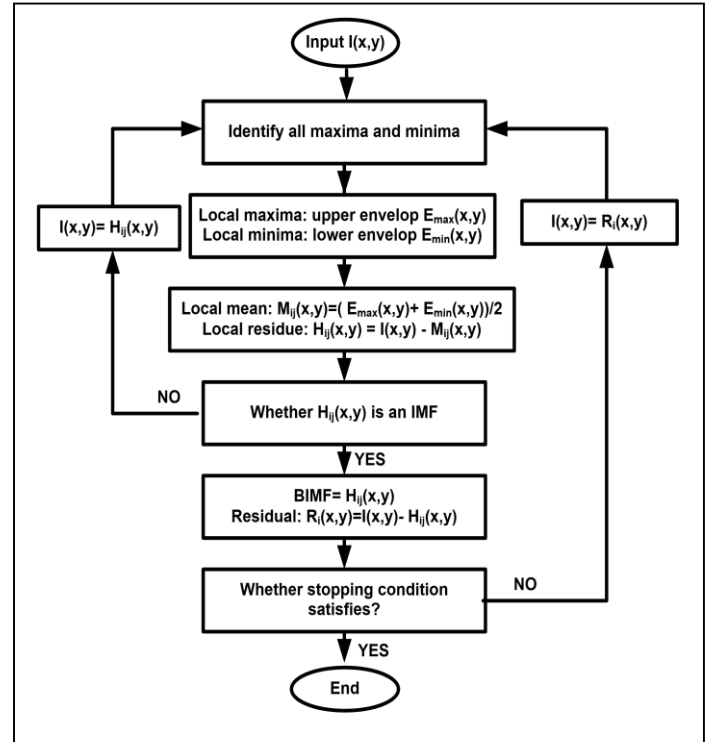 Input I(x,y)
Identify all maxima and minima
I(x,y)= Hij(x,y)
Local maxima: upper envelop Emax(x,y)
Local minima: lower envelop Emin(x,y)
I(x,y)= Ri(x,y)
Local mean: Mij(x,y)=( Emax(x,y)+ Emin(x,y))/2
Local residue: Hij(x,y) = I(x,y) - Mij(x,y)
NO
Whether Hij(x,y) is an IMF
YES
BIMF= Hij(x,y)
Residual: Ri(x,y)=I(x,y)- Hij(x,y)
Whether stopping condition
satisfies?
NO
YES
End